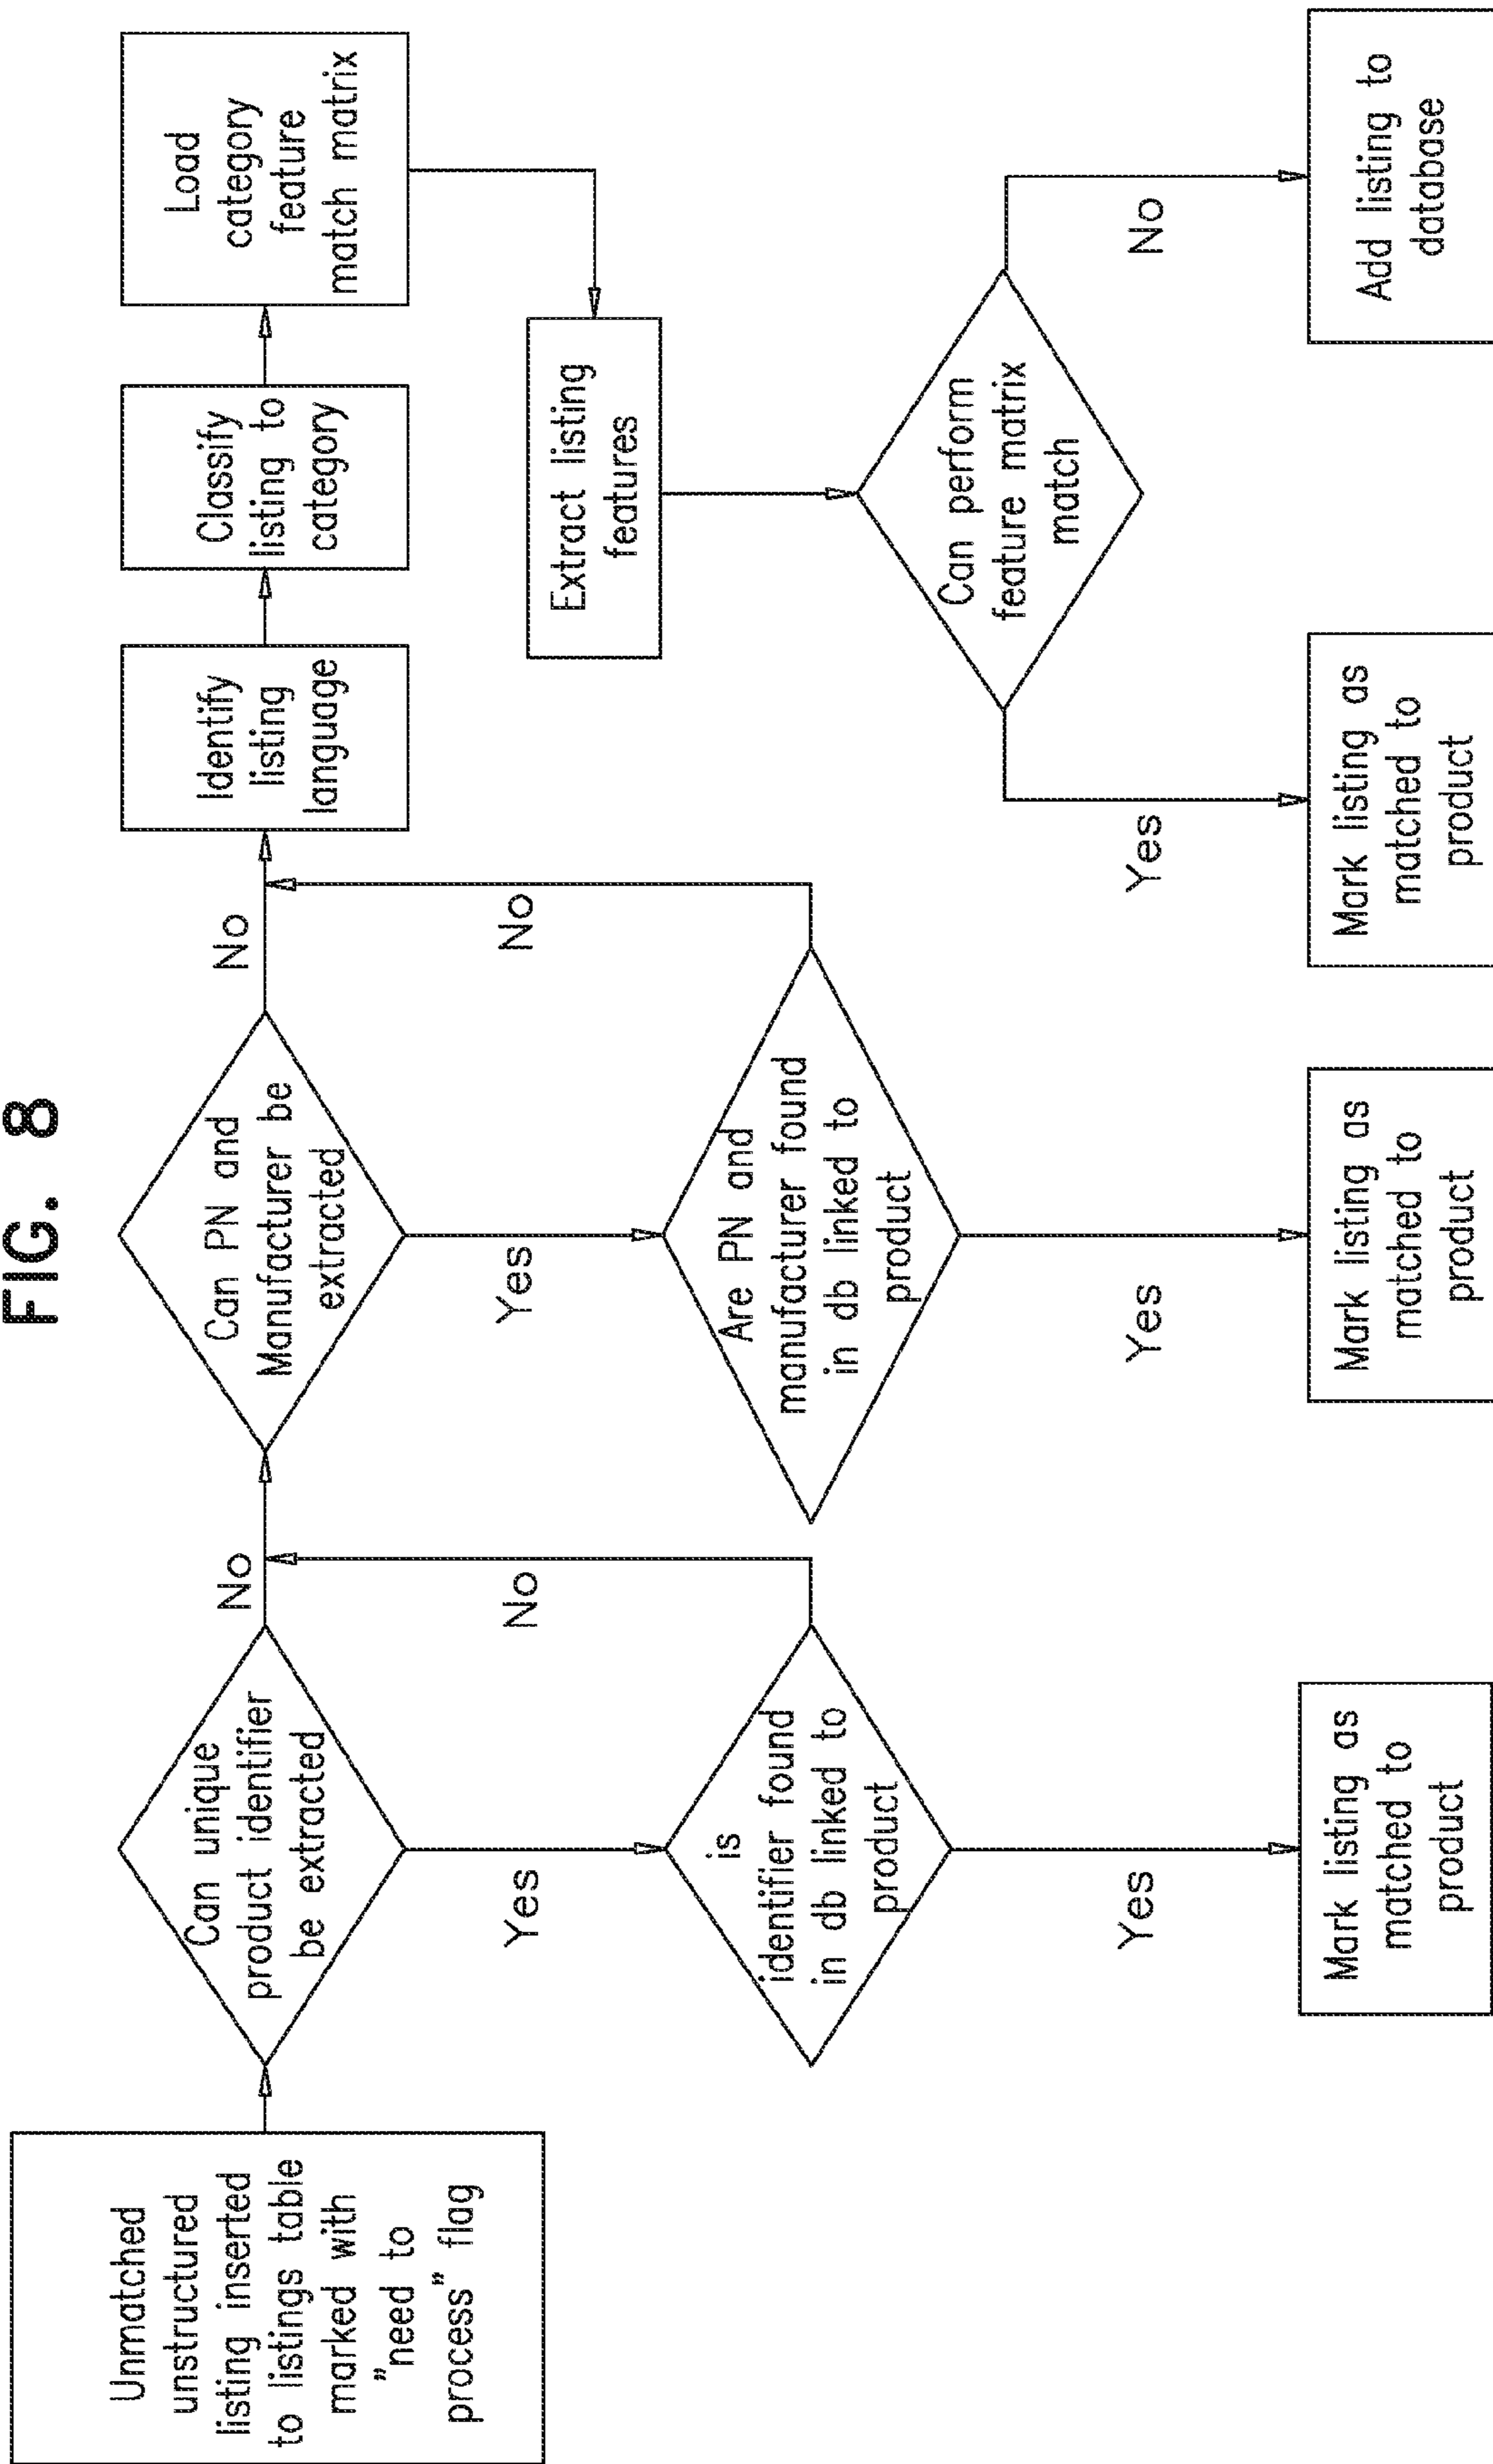 FIG. 8
Unmatched
unstructured
listing inserted
to listings table
marked with
"need to
process" flag
Can unique
product identifier
be extracted
No
Yes
is
identifier found
in db linked to
product
No
Yes
Mark listing as
matched to
product
Can PN and
Manufacturer be
extracted
No
Yes
Are PN and
manufacturer found
in db linked to
product
No
Yes
Mark listing as
matched to
product
Identify
listing
language
Classify
listing to
category
Load
category
feature
match matrix
Extract listing
features
Can perform
feature matrix
match
Yes
No
Mark listing as
matched to
product
Add listing to
database